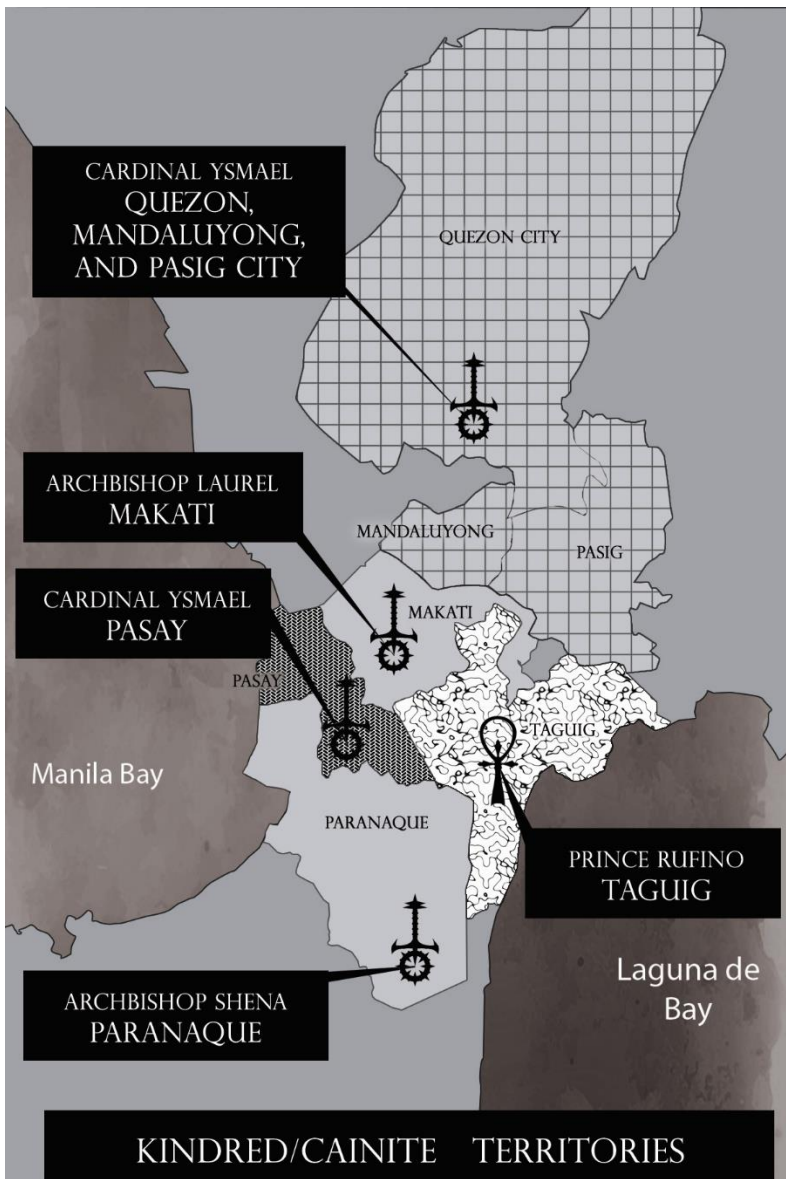 CARDINAL YSMAEL
QUEZON,
MANDALUYONG,
AND PASIG CITY
QUEZON CITY
ARCHBISHOP LAUREL
MAKATI
MANDALUYONG
PASIG
CARDINAL YSMAEL
PASAY
MAKATI
PASAY
TAGUIG
Manila Bay
PARANAQUE
PRINCE RUFINO
TAGUIG
Laguna de
Bay
ARCHBISHOP SHENA
PARANAQUE
KINDRED/CAINITE TERRITORIES